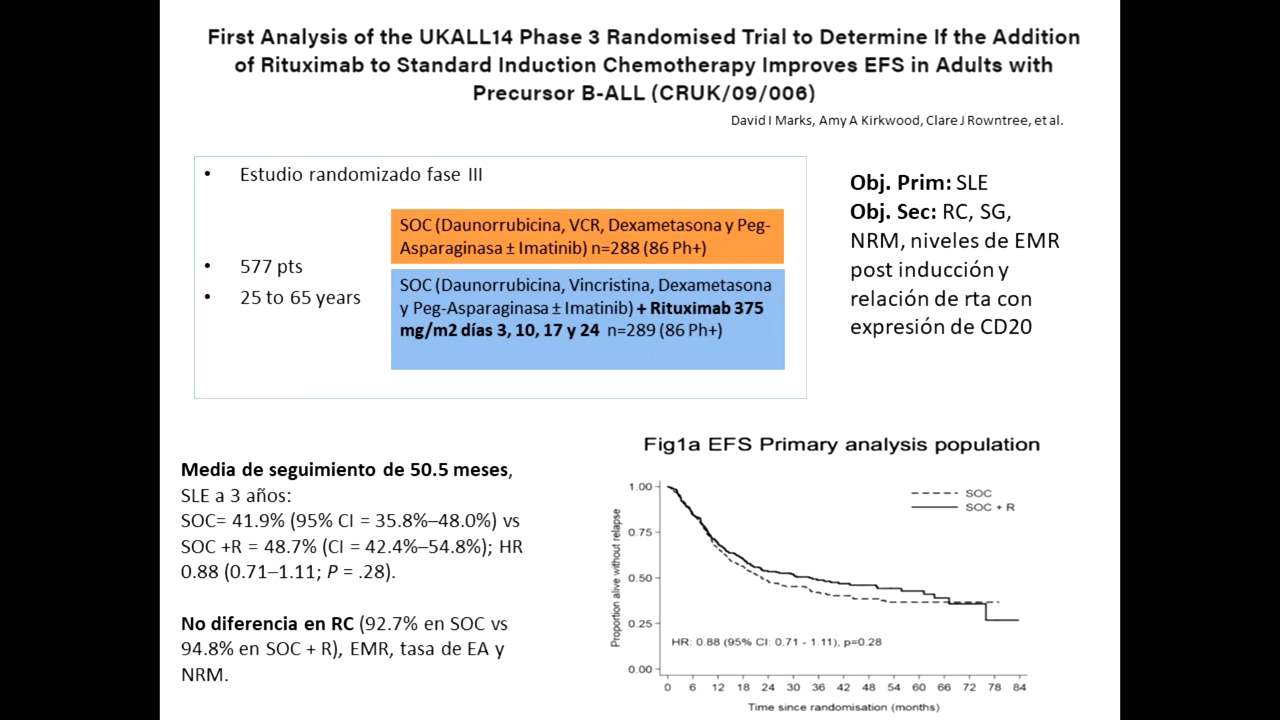 First Analysis of the UKALL14 Phase 3 Randomised Trial to Determine If the Addition
of Rituximab to Standard Induction Chemotherapy Improves EFS in Adults with
Precursor B-ALL (CRUK/09/006)
David I Marks, Amy A Kirkwood, Clare J Rowntree, et al.
• Estudio randomizado fase III
SOC (Daunorrubicina, VCR, Dexametasona y Peg-
Asparaginasa ± Imatinib) n=288 (86 Ph+)
• 577 pts
• 25 to 65 years
SOC (Daunorrubicina, Vincristina, Dexametasona
y Peg-Asparaginasa ± Imatinib) + Rituximab 375
mg/m2 días 3, 10, 17 y 24 n=289 (86 Ph+)
Obj. Prim: SLE
Obj. Sec: RC, SG,
NRM, niveles de EMR
post inducción y
relación de rta con
expresión de CD20
Media de seguimiento de 50.5 meses,
SLE a 3 años:
SOC= 41.9% (95% CI = 35.8%–48.0%) vs
SOC +R = 48.7% (CI = 42.4%–54.8%); HR
0.88 (0.71–1.11; P = .28).
No diferencia en RC (92.7% en SOC vs
94.8% en SOC + R), EMR, tasa de EA y
NRM.
Fig1a EFS Primary analysis population
SOC
SOC + R
Proportion alive without relapse
1.00
0.75
0.50
0.25
0.00
HR: 0.88 (95% CI: 0.71 - 1.11), p=0.28
0 6 12 18 24 30 36 42 48 54 60 66 72 78 84
Time since randomisation (months)